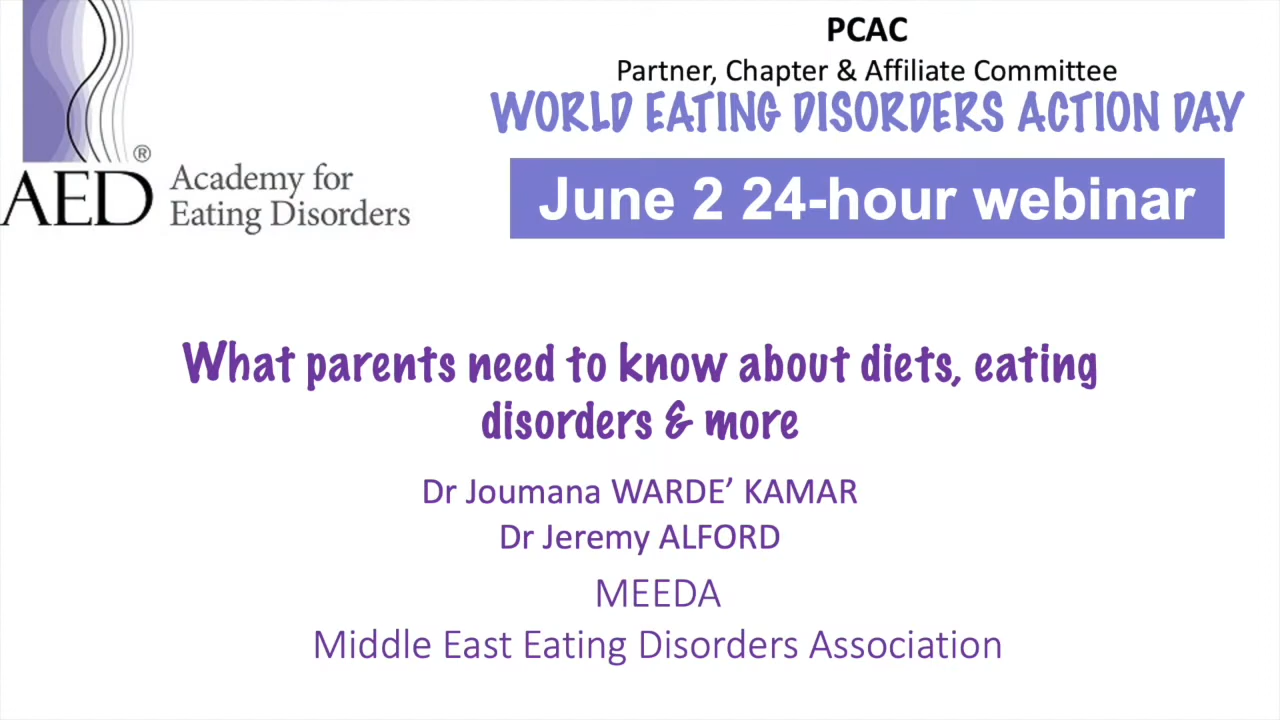 PCAC
Partner, Chapter & Affiliate Committee
WORLD EATING DISORDERS ACTION DAY
June 2 24-hour webinar
®
AED Academy for
Eating Disorders
What parents need to know about diets, eating
disorders & more
Dr Joumana WARDE’ KAMAR
Dr Jeremy ALFORD
MEEDA
Middle East Eating Disorders Association